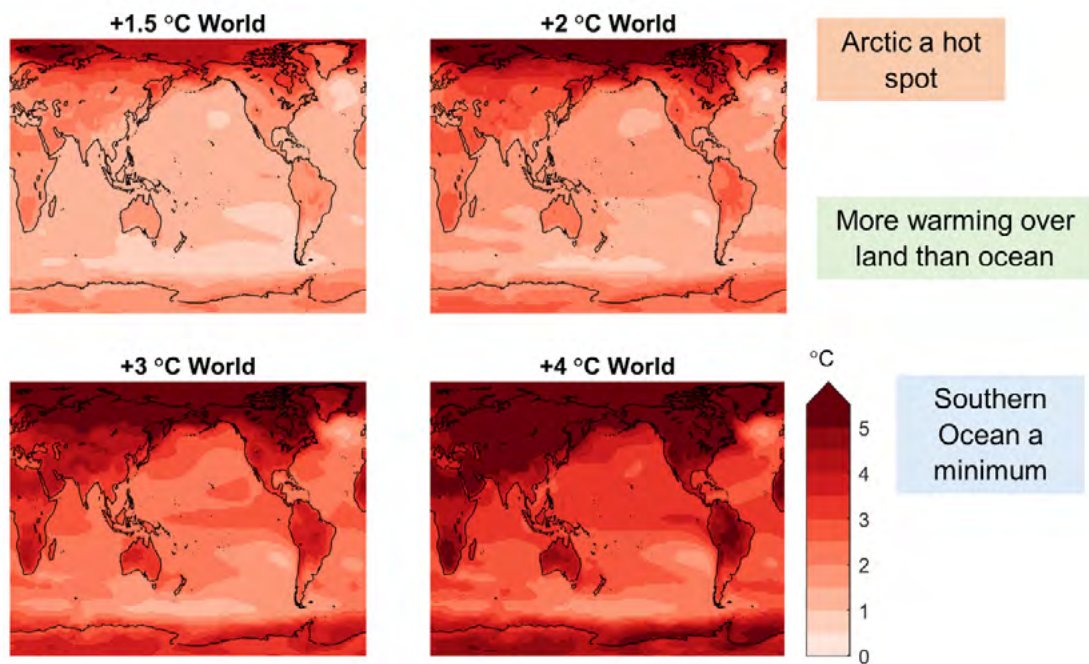 +1.5 °C World
+2 °C World
Arctic a hot
spot
More warming over
land than ocean
+3 °C World
+4 °C World
°C
5
4
3
2
1
0
Southern
Ocean a
minimum